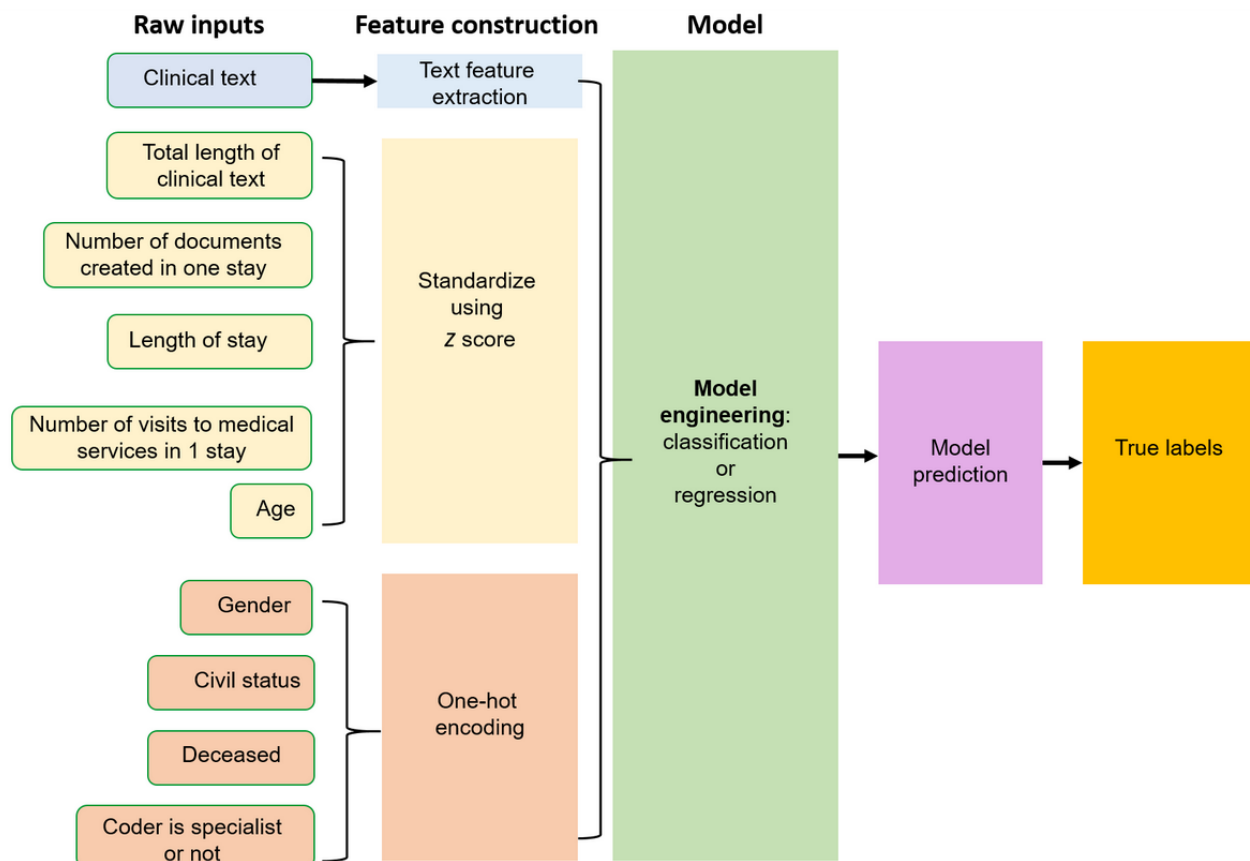 Raw inputs
Feature construction
Model
Clinical text
Text feature
extraction
Total length of
clinical text
Number of documents
created in one stay
Length of stay
Number of visits to medical
services in 1 stay
Age
Standardize
using
z score
Gender
Civil status
Deceased
Coder is specialist
or not
One-hot
encoding
Model
engineering:
classification
or
regression
Model
prediction
True labels